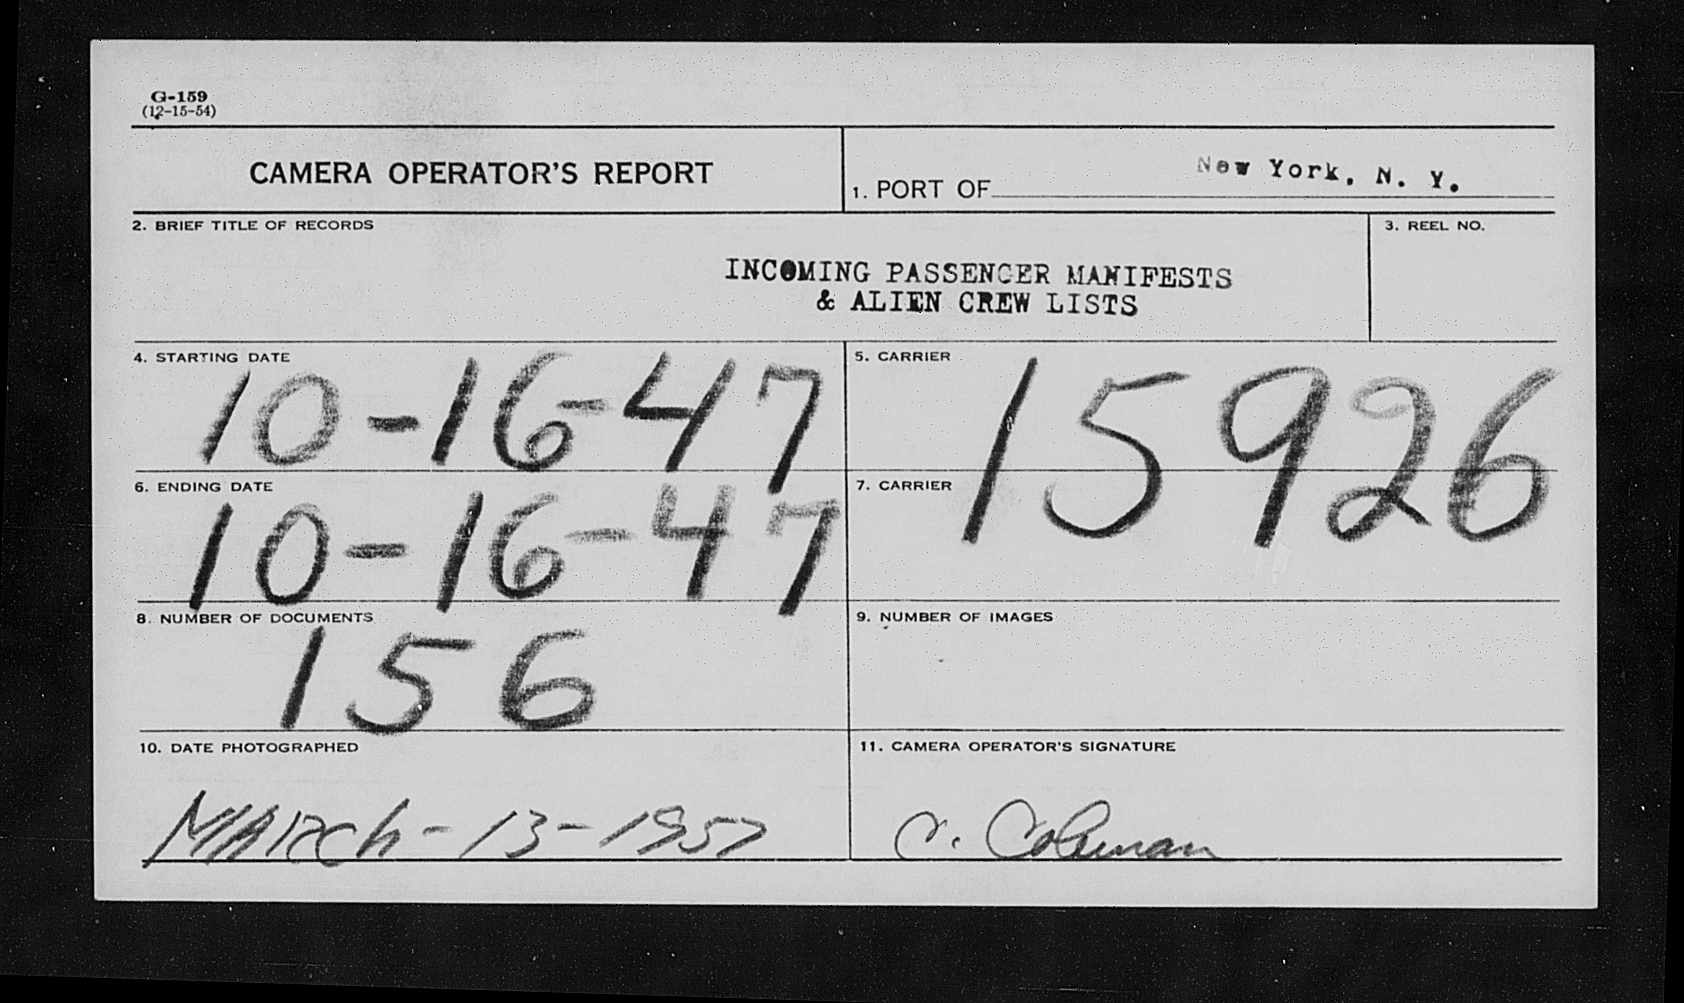 G-159
(12-15-54)
CAMERA OPERATOR'S REPORT
1. PORT OF New York, N. Y.
2. BRIEF TITLE OF RECORDS
3. REEL NO.
INCOMING PASSENGER MANIFESTS
& ALIEN CREW LISTS
4. STARTING DATE
10-16-47
5. CARRIER
15926
6. ENDING DATE
10-16-47
7. CARRIER
8. NUMBER OF DOCUMENTS
156
9. NUMBER OF IMAGES
10. DATE PHOTOGRAPHED
MARch-13-1957
11. CAMERA OPERATOR'S SIGNATURE
C. Coleman